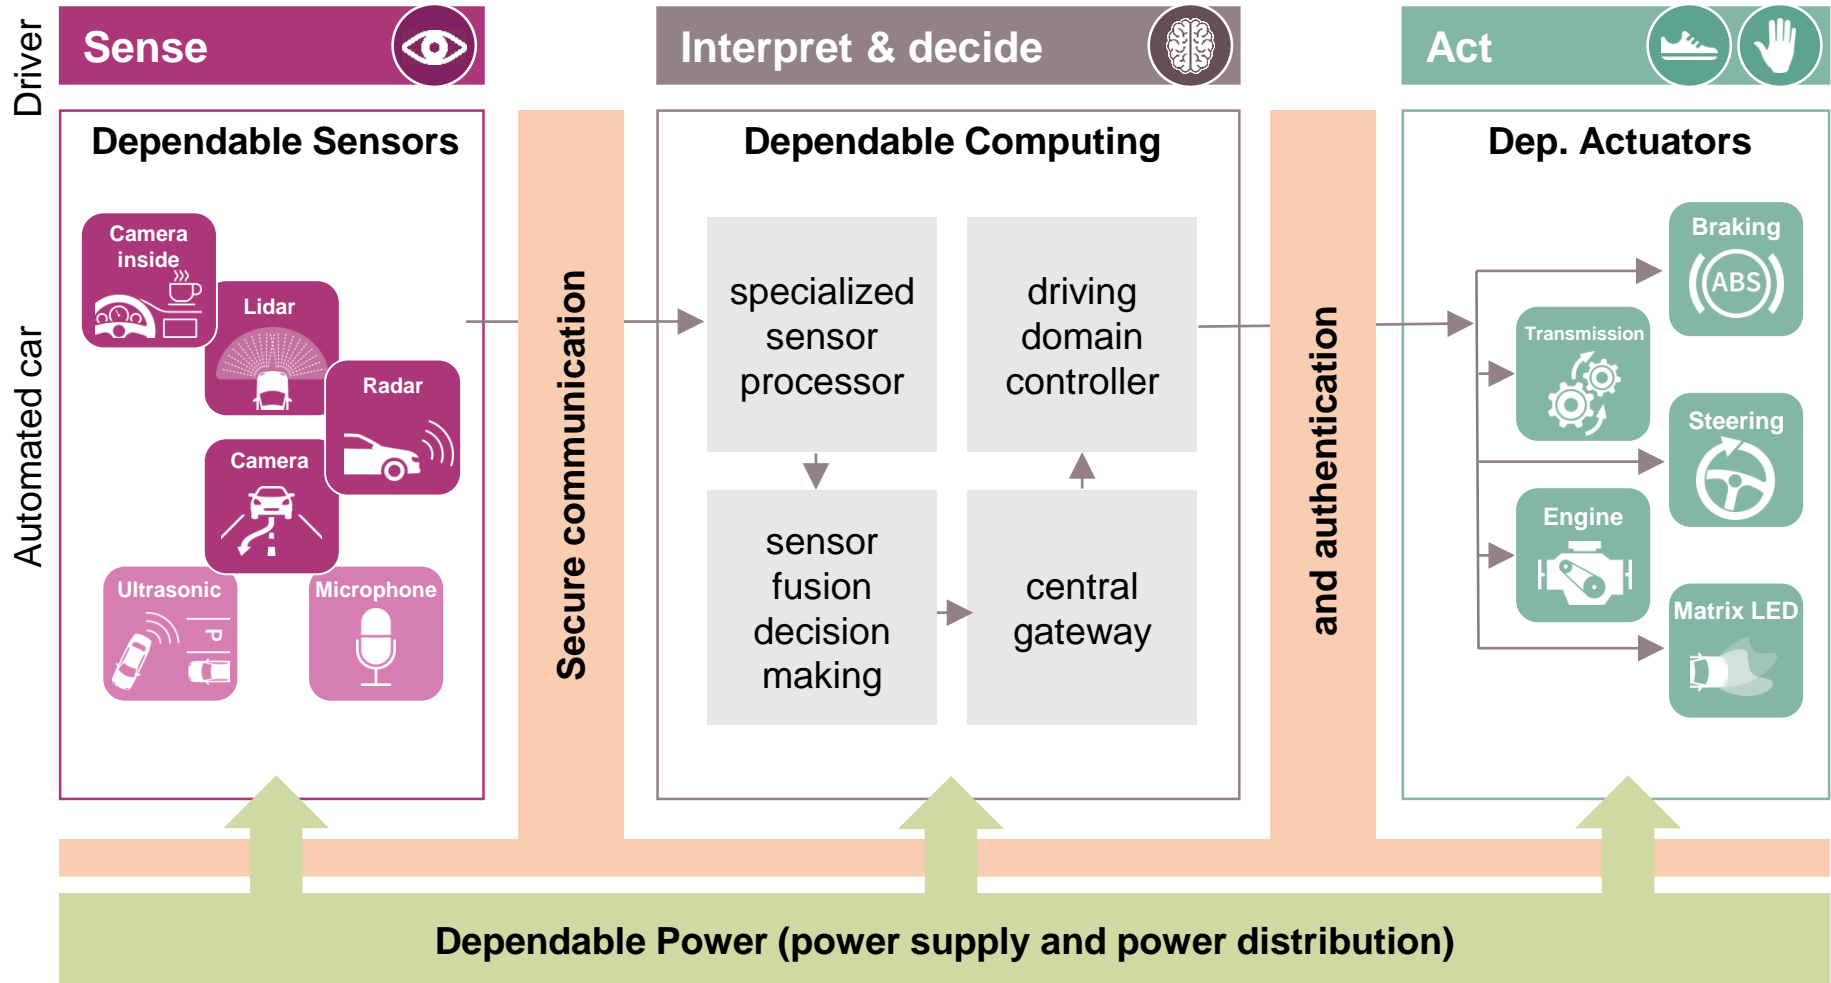 Driver
Sense
Interpret & decide
Act
Automated car
Dependable Sensors
Camera
inside
Lidar
Radar
Camera
Ultrasonic
P
Microphone
Secure communication
Dependable Computing
specialized
sensor
processor
driving
domain
controller
sensor
fusion
decision
making
central
gateway
and authentication
Dep. Actuators
Braking
ABS
Transmission
Steering
Engine
Matrix LED
Dependable Power (power supply and power distribution)